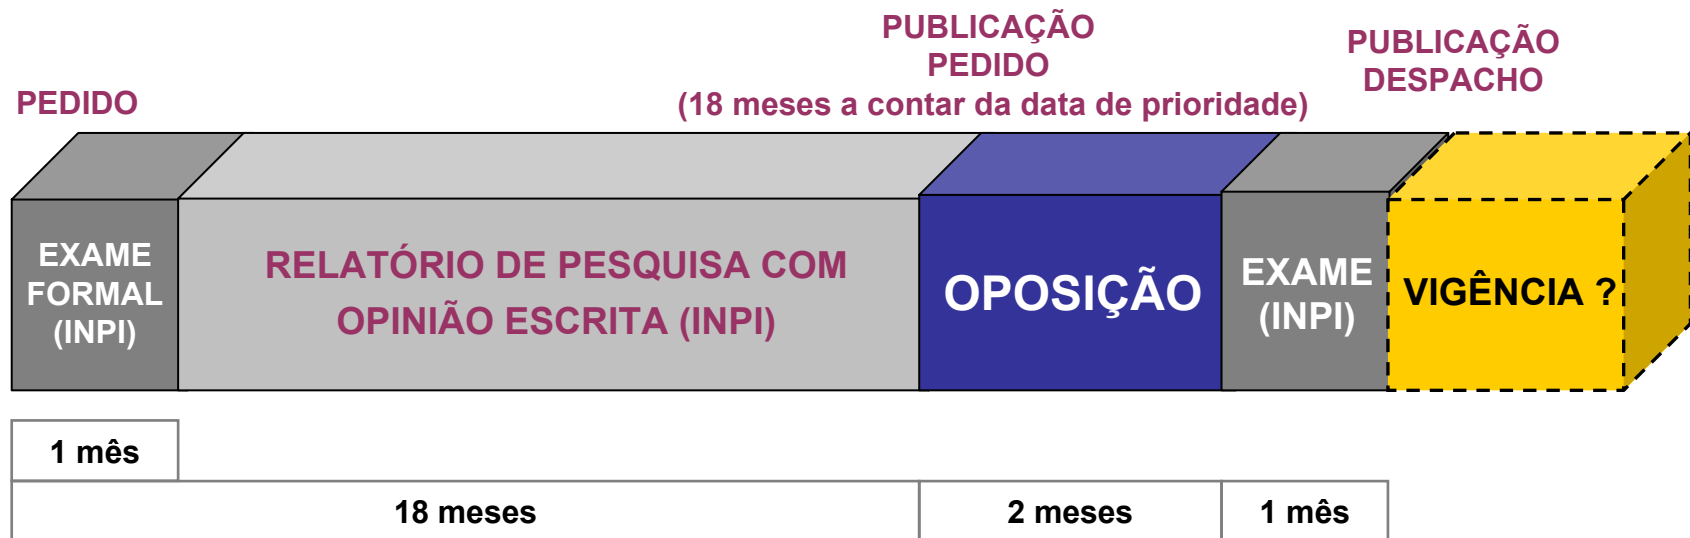 PEDIDO
PUBLICAÇÃO
PEDIDO
(18 meses a contar da data de prioridade)
PUBLICAÇÃO
DESPACHO
EXAME
FORMAL
(INPI)
RELATÓRIO DE PESQUISA COM
OPINIÃO ESCRITA (INPI)
OPOSIÇÃO
EXAME
(INPI)
VIGÊNCIA ?
1 mês
18 meses
2 meses
1 mês